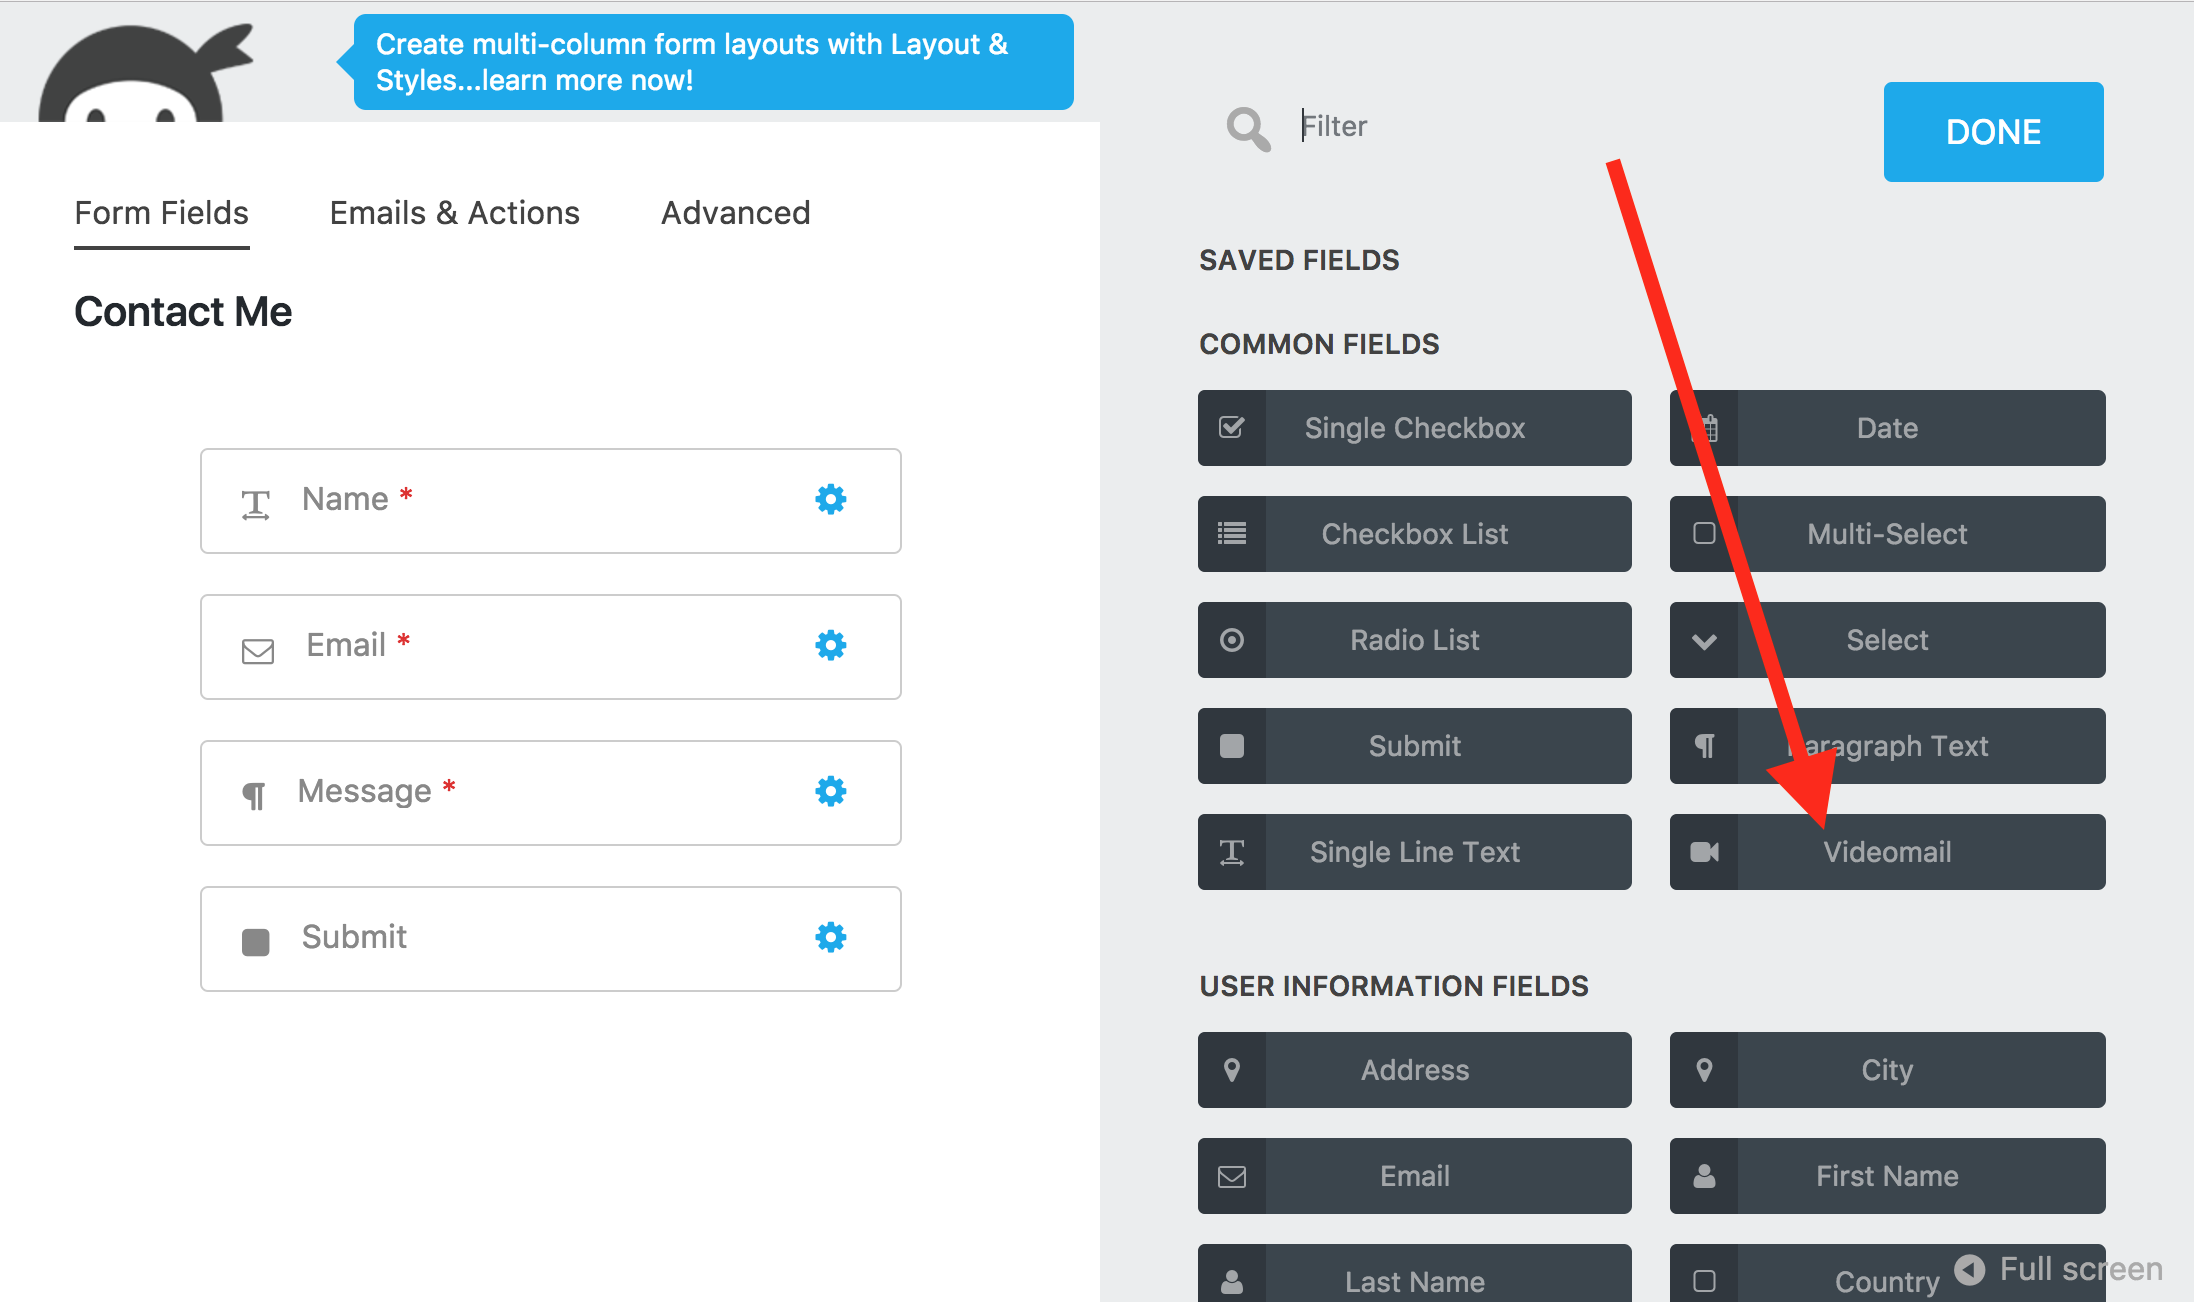 Create multi-column form layouts with Layout &
Styles...learn more now!
Form Fields
Emails & Actions
Advanced
Contact Me
Name *
Email *
Message *
Submit
Filter
DONE
SAVED FIELDS
COMMON FIELDS
Single Checkbox
Date
Checkbox List
Multi-Select
Radio List
Select
Submit
Paragraph Text
Single Line Text
Videomail
USER INFORMATION FIELDS
Address
City
Email
First Name
Last Name
Country
Full screen